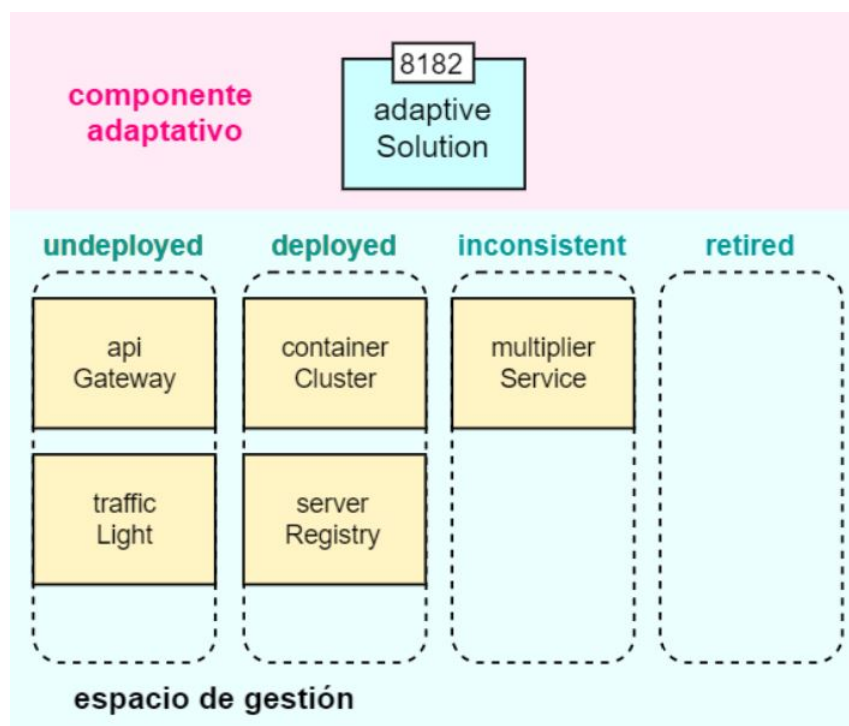 8182
componente
adaptativo
adaptive
Solution
undeployed deployed inconsistent retired
api
Gateway
container
Cluster
multiplier
Service
traffic
Light
server
Registry
espacio de gestión